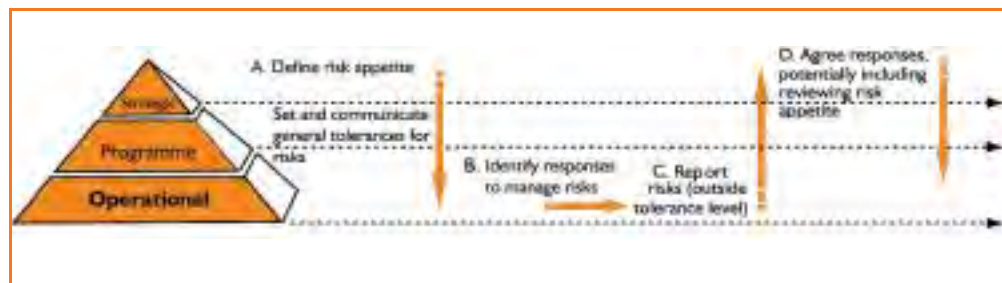 Strategic
Programme
Operational
A. Define risk appetite
Set and communicate
general tolerances for
risks
B. Identify responses
to manage risks
C. Report
risks (outside
tolerance level)
D. Agree responses,
potentially including
reviewing risk
appetite